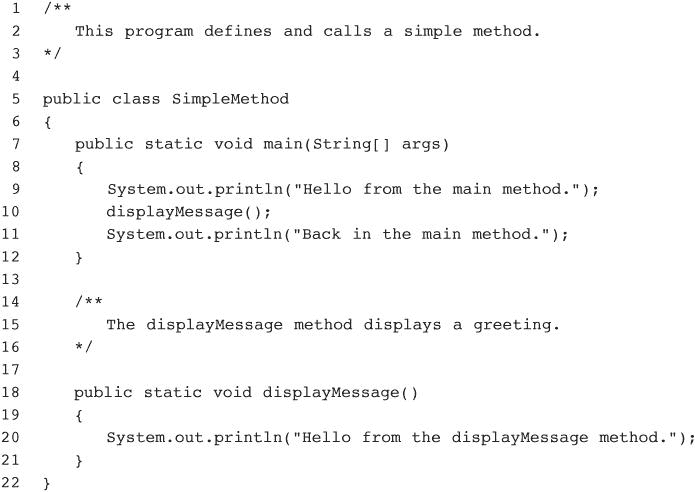 1 /**
2 This program defines and calls a simple method.
3 */
4
5 public class SimpleMethod
6 {
7 public static void main(String[] args)
8 {
9 System.out.println("Hello from the main method.");
10 displayMessage();
11 System.out.println("Back in the main method.");
12 }
13
14 /**
15 The displayMessage method displays a greeting.
16 */
17
18 public static void displayMessage()
19 {
20 System.out.println("Hello from the displayMessage method.");
21 }
22 }